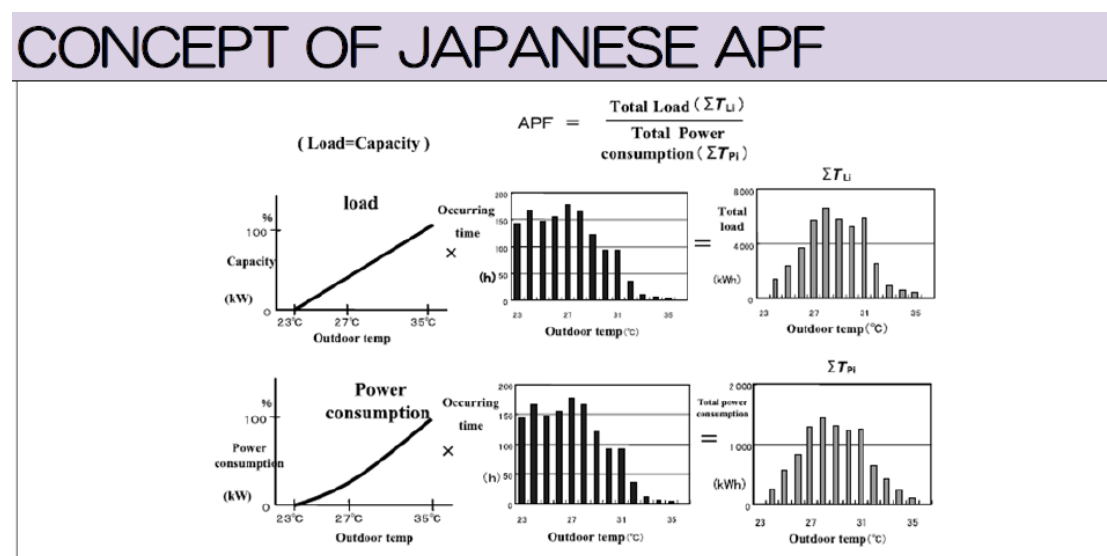 CONCEPT OF JAPANESE APF
APF = Total Load (ΣTLi)
Total Power
consumption (ΣTPi)
( Load=Capacity )
ΣTLi
load
%
100
Capacity
(kW)
0
23℃ 27℃ 35℃
Outdoor temp
Occurring
time
×
(h)
200
150
100
50
0
23 27 31 35
Outdoor temp(℃)
=
8000
Total
load
4000
(kWh)
0
23 27 31 35
Outdoor temp(℃)
ΣTPi
Power
consumption
%
100
Power
consumption
(kW)
0
23℃ 27℃ 35℃
Outdoor temp
Occurring
time
×
(h)
200
150
100
50
0
23 27 31 35
Outdoor temp(℃)
=
2000
Total power
consumption
1000
(kWh)
0
23 27 31 35
Outdoor temp(℃)